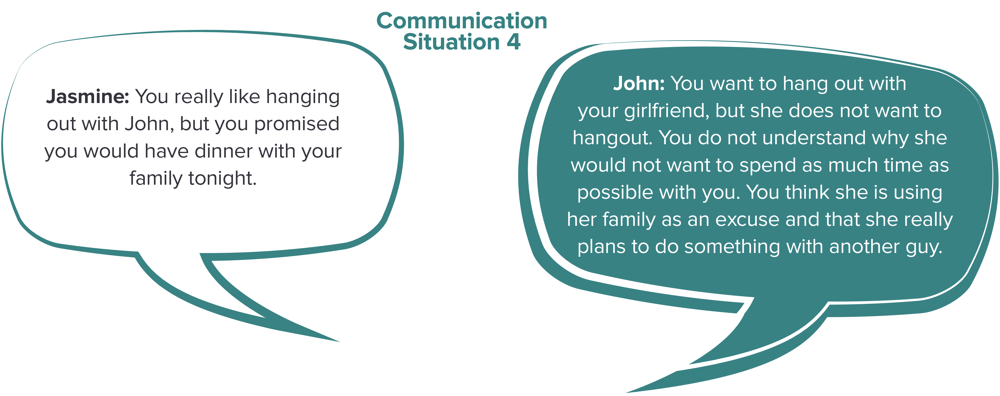 Communication
Situation 4
Jasmine: You really like hanging
out with John, but you promised
you would have dinner with your
family tonight.
John: You want to hang out with
your girlfriend, but she does not want to
hangout. You do not understand why she
would not want to spend as much time as
possible with you. You think she is using
her family as an excuse and that she really
plans to do something with another guy.